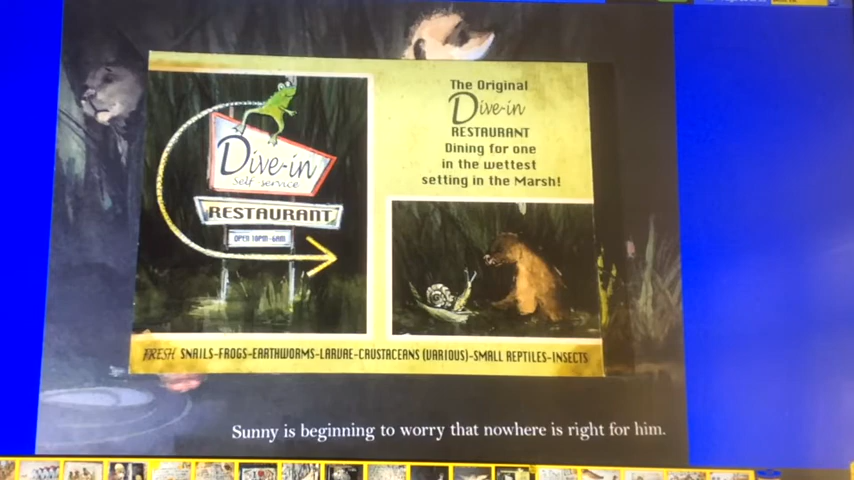 Dive-in
self service
RESTAURANT
OPEN 10PM-6AM
The Original
Dive-in
RESTAURANT
Dining for one
in the wettest
setting in the Marsh!
FRESH SNAILS-FROGS-EARTHWORMS-LARVAE-CRUSTACEANS (VARIOUS)-SMALL REPTILES-INSECTS
Sunny is beginning to worry that nowhere is right for him.